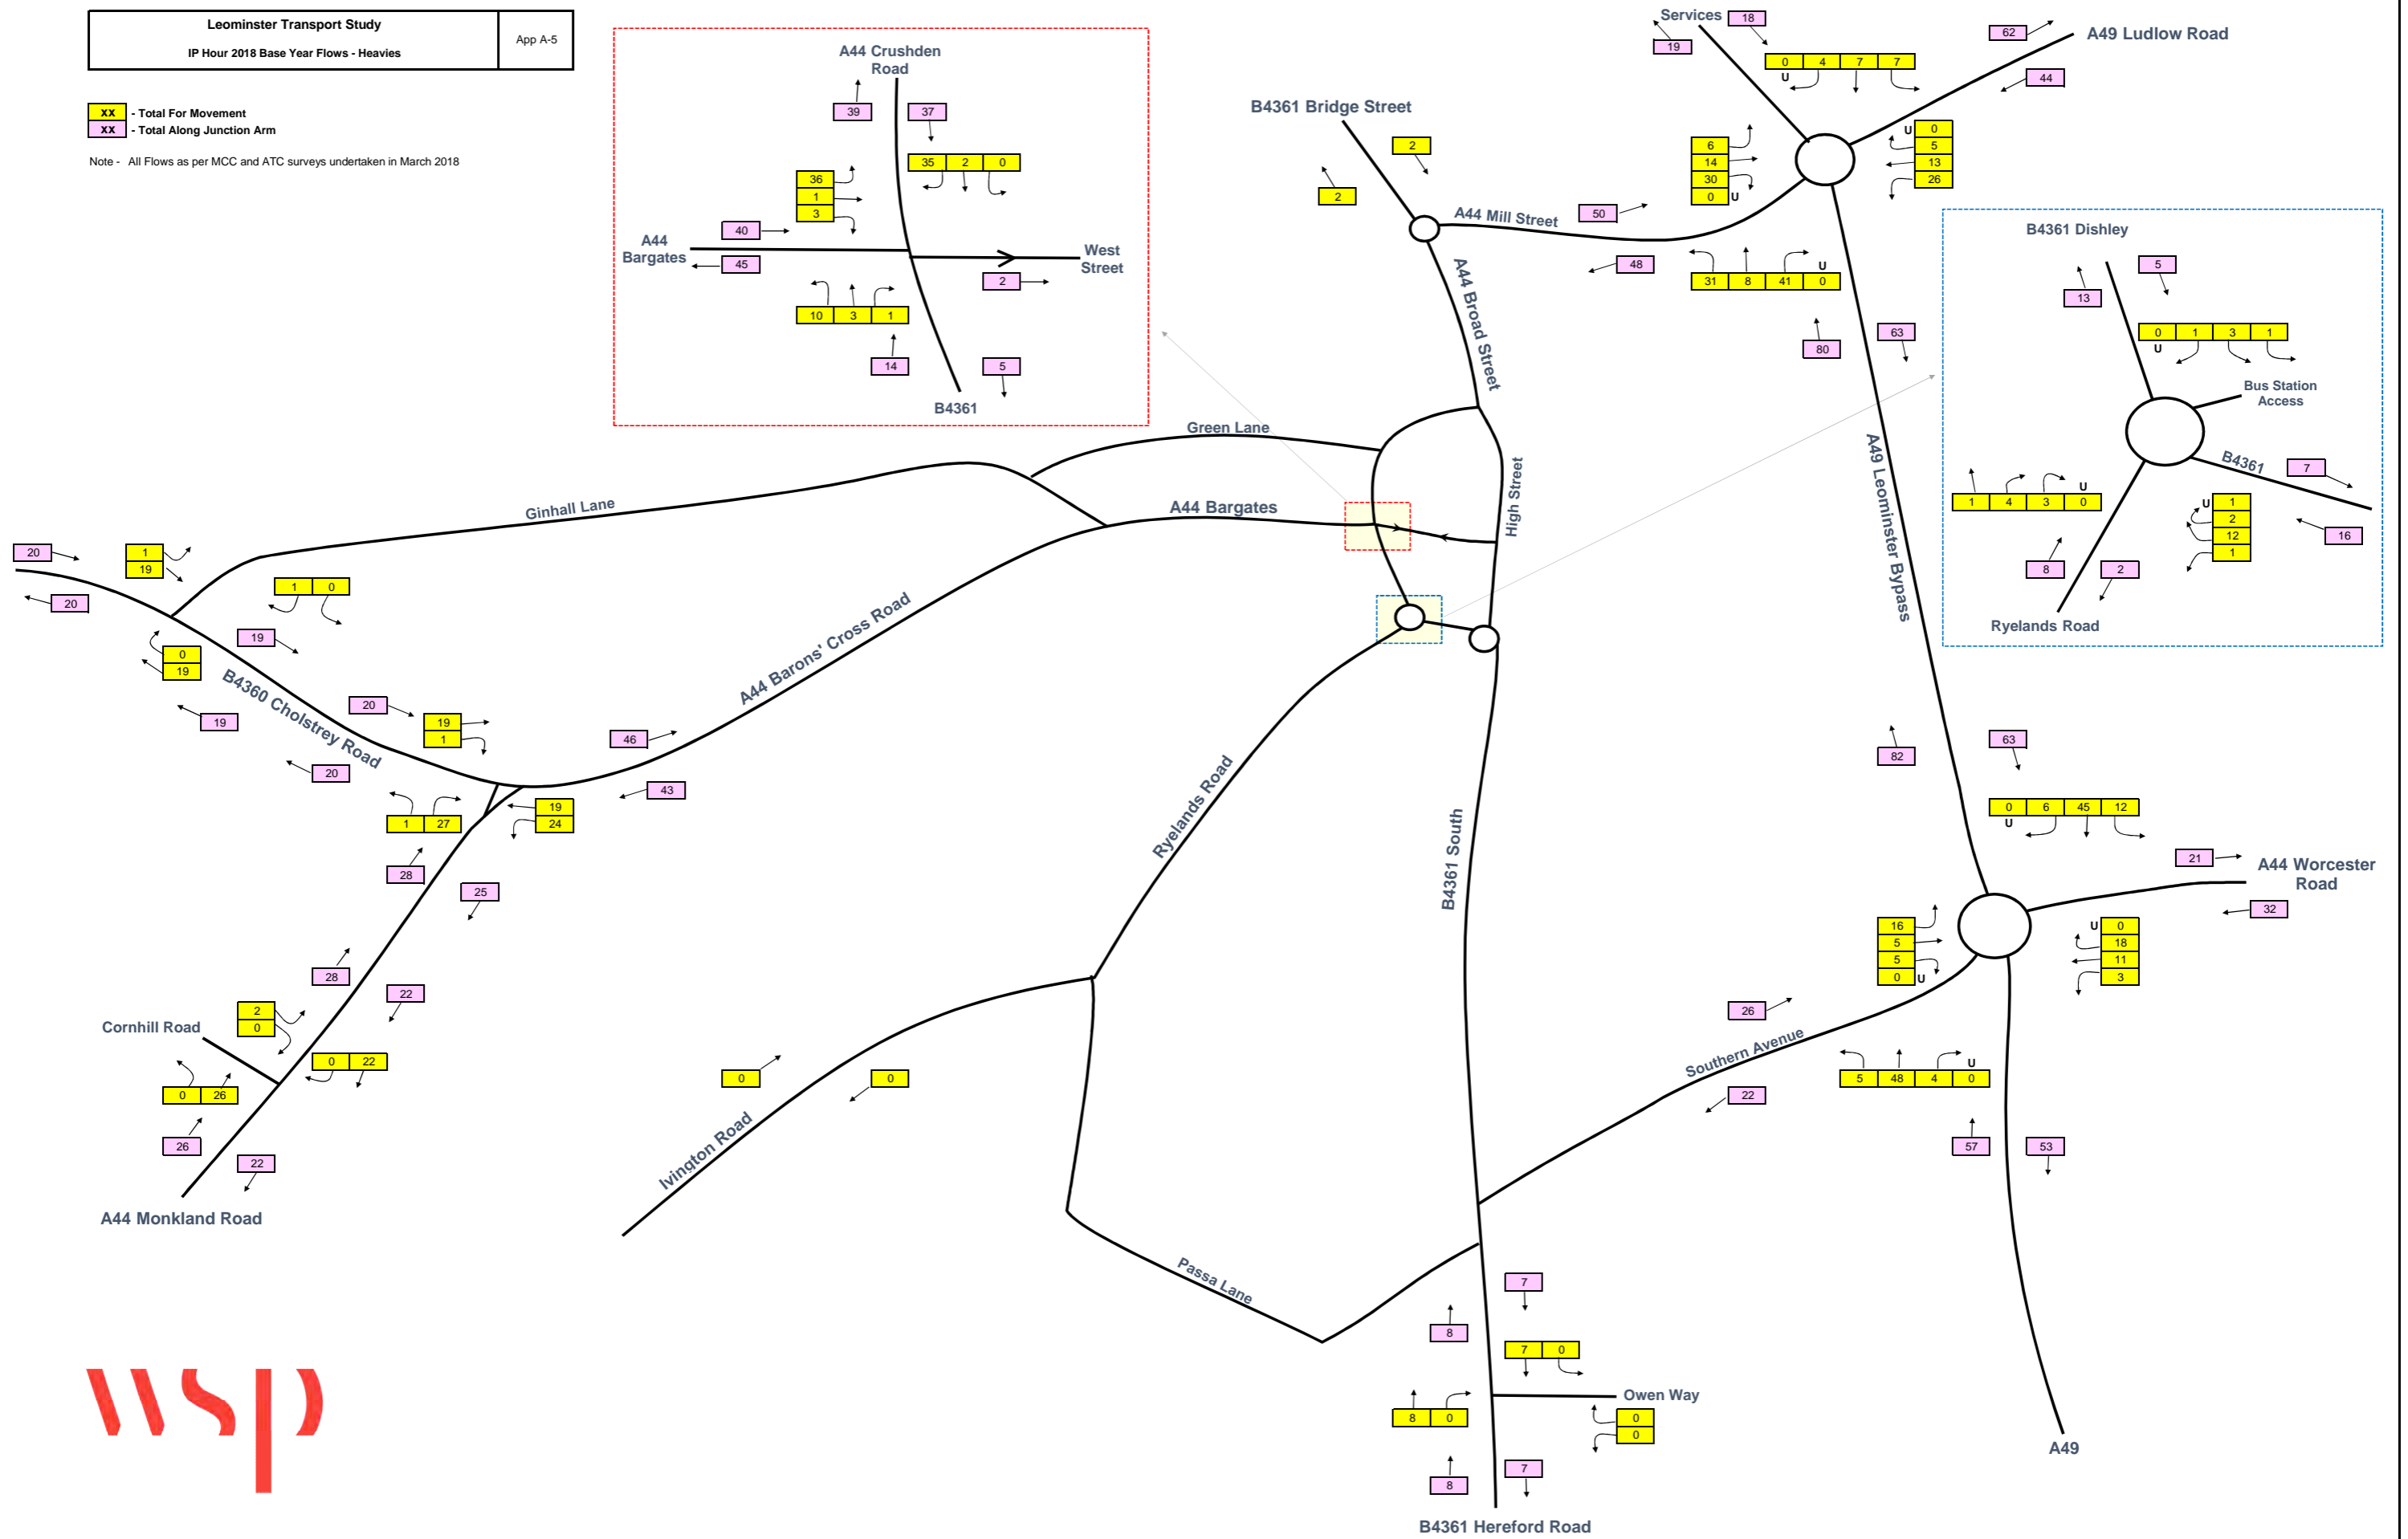 Leominster Transport Study
IP Hour 2018 Base Year Flows - Heavies
App A-5
xx - Total For Movement
xx - Total Along Junction Arm
Note - All Flows as per MCC and ATC surveys undertaken in March 2018
A44 Crushden
Road
39
37
35 2 0
36
1
3
40
A44
Bargates
45
West
Street
2
10 3 1
14
5
B4361
Services
18
19
62
A49 Ludlow Road
44
0 4 7 7
U
B4361 Bridge Street
2
2
6
14
30
0 U
U 0
5
13
26
A44 Mill Street
50
48
U
31 8 41 0
80
63
A44 Broad Street
B4361 Dishley
5
13
0 1 3 1
U
Bus Station
Access
B4361
7
U
1 4 3 0
U 1
2
12
1
16
8
2
Ryelands Road
Green Lane
High Street
A49 Leominster Bypass
Ginhall Lane
A44 Bargates
20
1
19
20
1 0
19
0
19
B4360 Cholstrey Road
19
20
19
1
20
A44 Barons' Cross Road
46
43
1 27
19
24
28
25
28
22
Cornhill Road
2
0
0 22
0 26
26
22
A44 Monkland Road
Ryelands Road
B4361 South
82
63
0 6 45 12
U
21
A44 Worcester
Road
32
16
5
5
0 U
U 0
18
11
3
26
Southern Avenue
22
U
5 48 4 0
57
53
0
0
Ivington Road
Passa Lane
7
8
7 0
Owen Way
8 0
0
0
8
7
B4361 Hereford Road
A49
wsp